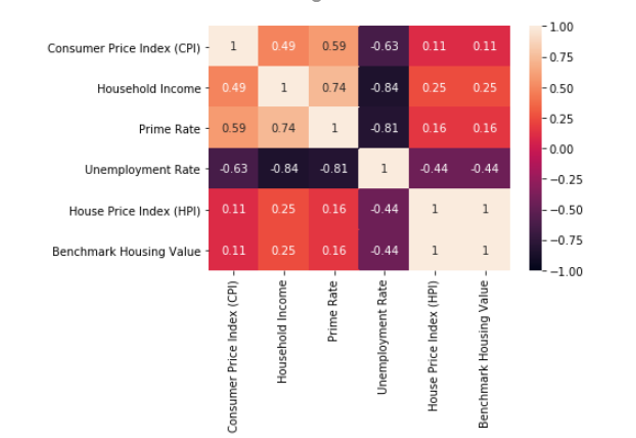 Consumer Price Index (CPI) 1 0.49 0.59 -0.63 0.11 0.11
Household Income 0.49 1 0.74 -0.84 0.25 0.25
Prime Rate 0.59 0.74 1 -0.81 0.16 0.16
Unemployment Rate -0.63 -0.84 -0.81 1 -0.44 -0.44
House Price Index (HPI) 0.11 0.25 0.16 -0.44 1 1
Benchmark Housing Value 0.11 0.25 0.16 -0.44 1 1
Consumer Price Index (CPI)
Household Income
Prime Rate
Unemployment Rate
House Price Index (HPI)
Benchmark Housing Value
1.00
0.75
0.50
0.25
0.00
−0.25
−0.50
−0.75
−1.00